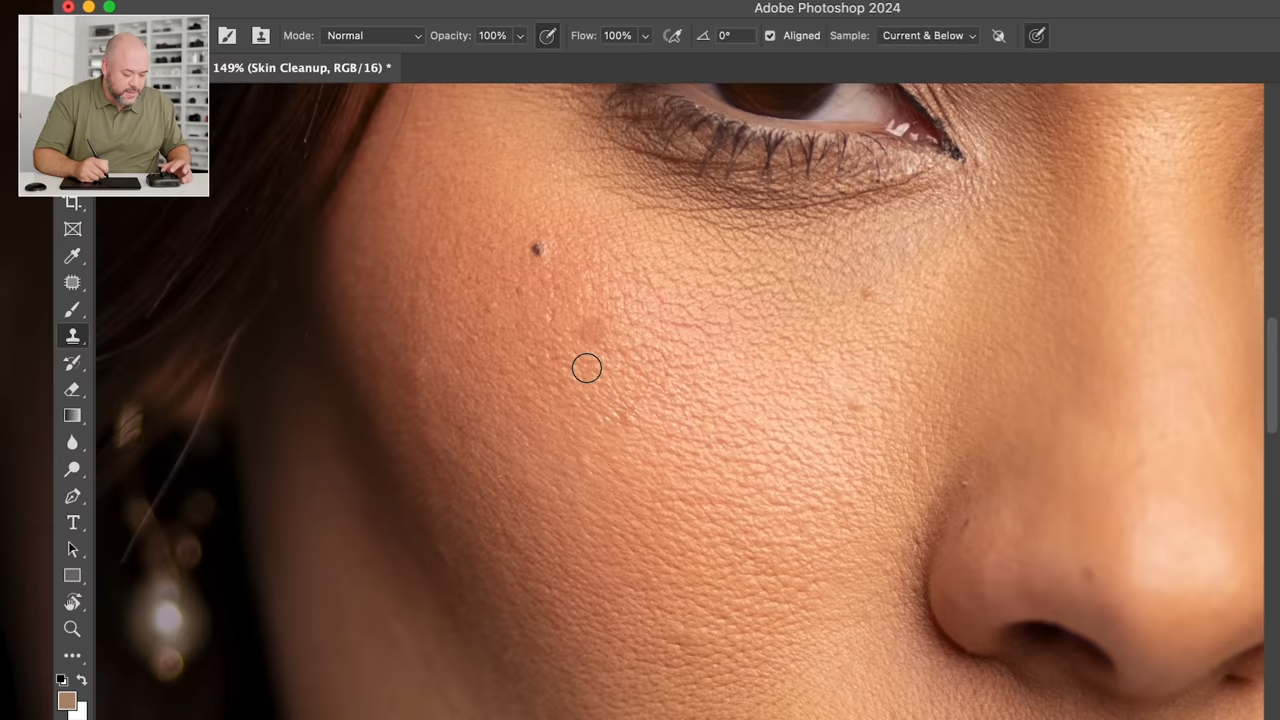 Adobe Photoshop 2024
Mode: Normal Opacity: 100% Flow: 100% 0° Aligned Sample: Current & Below
149% (Skin Cleanup, RGB/16) *
T